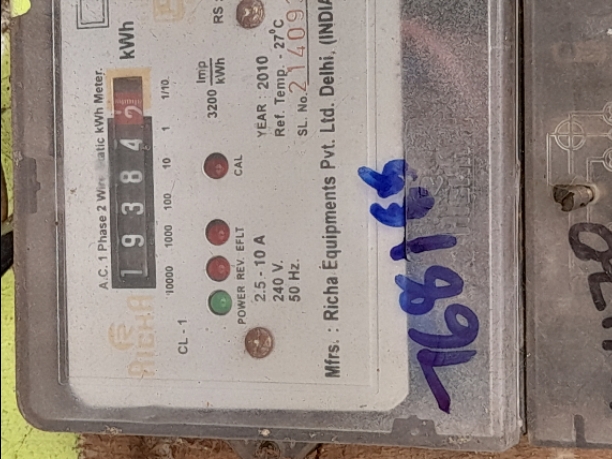 A.C. 1 Phase 2 Wire Static kWh Meter
kWh
1 9 3 8 4 2
10000 1000 100 10 1 1/10
RICHA
CL - 1
POWER REV. EFLT
CAL
3200 Imp/kWh
2.5 - 10 A
240 V.
50 Hz.
YEAR : 2010
Ref. Temp. - 27°C
SL. No.
Mfrs. : Richa Equipments Pvt. Ltd. Delhi, (INDIA